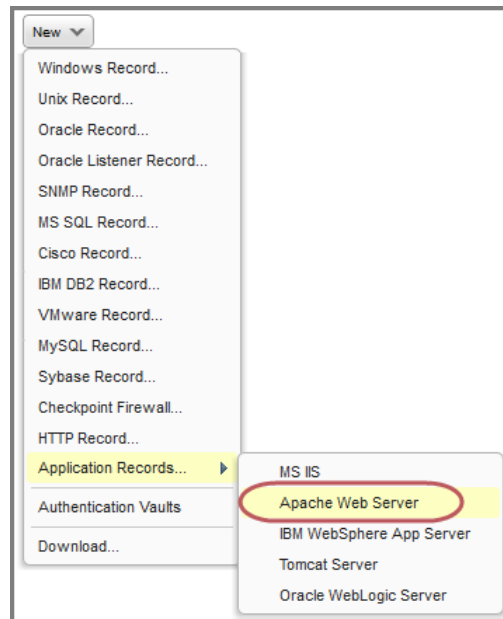 New
Windows Record...
Unix Record...
Oracle Record...
Oracle Listener Record...
SNMP Record...
MS SQL Record...
Cisco Record...
IBM DB2 Record...
VMware Record...
MySQL Record...
Sybase Record...
Checkpoint Firewall...
HTTP Record...
Application Records...
MS IIS
Apache Web Server
IBM WebSphere App Server
Tomcat Server
Oracle WebLogic Server
Authentication Vaults
Download...